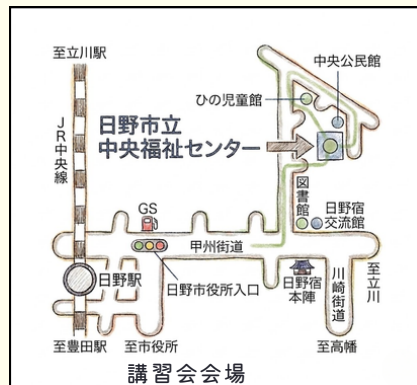 至立川駅
JR中央線
中央公民館
ひの児童館
日野市立
中央福祉センター
図書館
日野宿
交流館
GS
甲州街道
日野駅
日野市役所入口
日野宿
本陣
川崎街道
至立川
至豊田駅
至市役所
至高幡
講習会会場